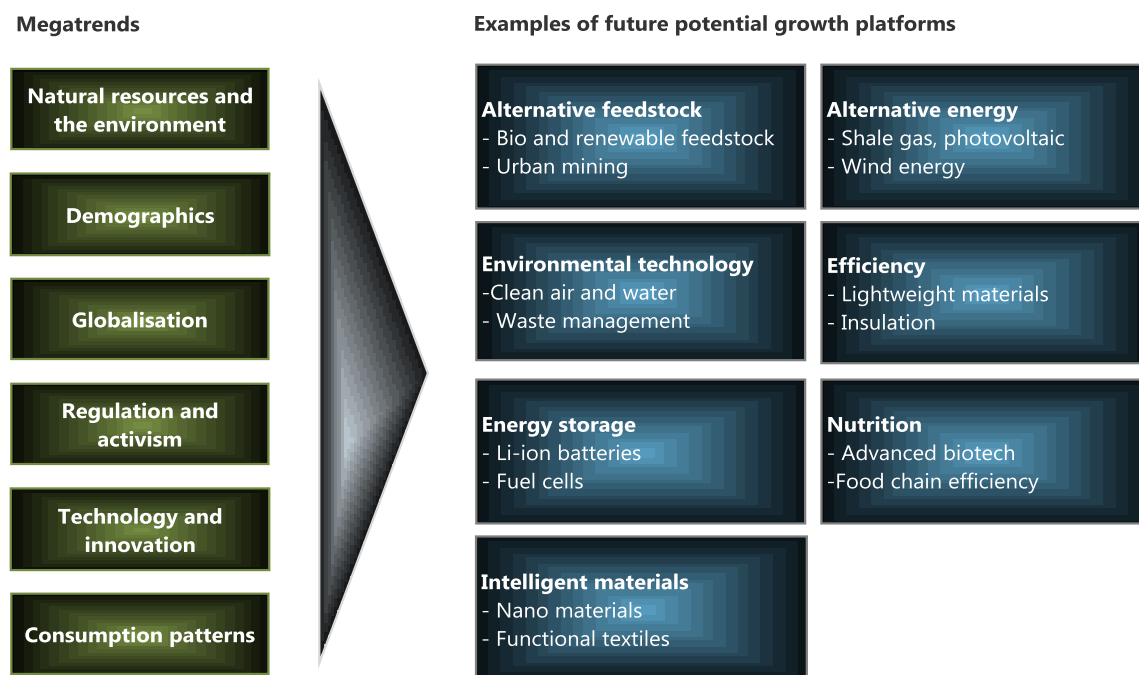 Megatrends
Natural resources and
the environment
Demographics
Globalisation
Regulation and
activism
Technology and
innovation
Consumption patterns
Examples of future potential growth platforms
Alternative feedstock
- Bio and renewable feedstock
- Urban mining
Alternative energy
- Shale gas, photovoltaic
- Wind energy
Environmental technology
-Clean air and water
- Waste management
Efficiency
- Lightweight materials
- Insulation
Energy storage
- Li-ion batteries
- Fuel cells
Nutrition
- Advanced biotech
-Food chain efficiency
Intelligent materials
- Nano materials
- Functional textiles